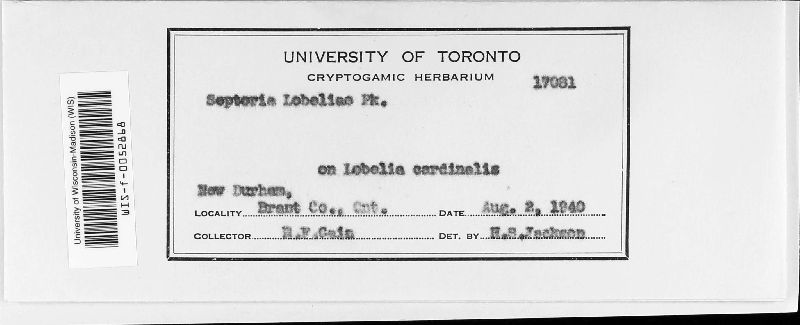 UNIVERSITY OF TORONTO
CRYPTOGAMIC HERBARIUM
17081
Septoria Lobeliae Pk.
on Lobelia cardinalis
New Durham,
LOCALITY Brant Co., Ont. DATE Aug. 2, 1940
COLLECTOR R.F.Cain DET. BY H.S.Jackson
University of Wisconsin-Madison (WIS)
WIS-f-0052868